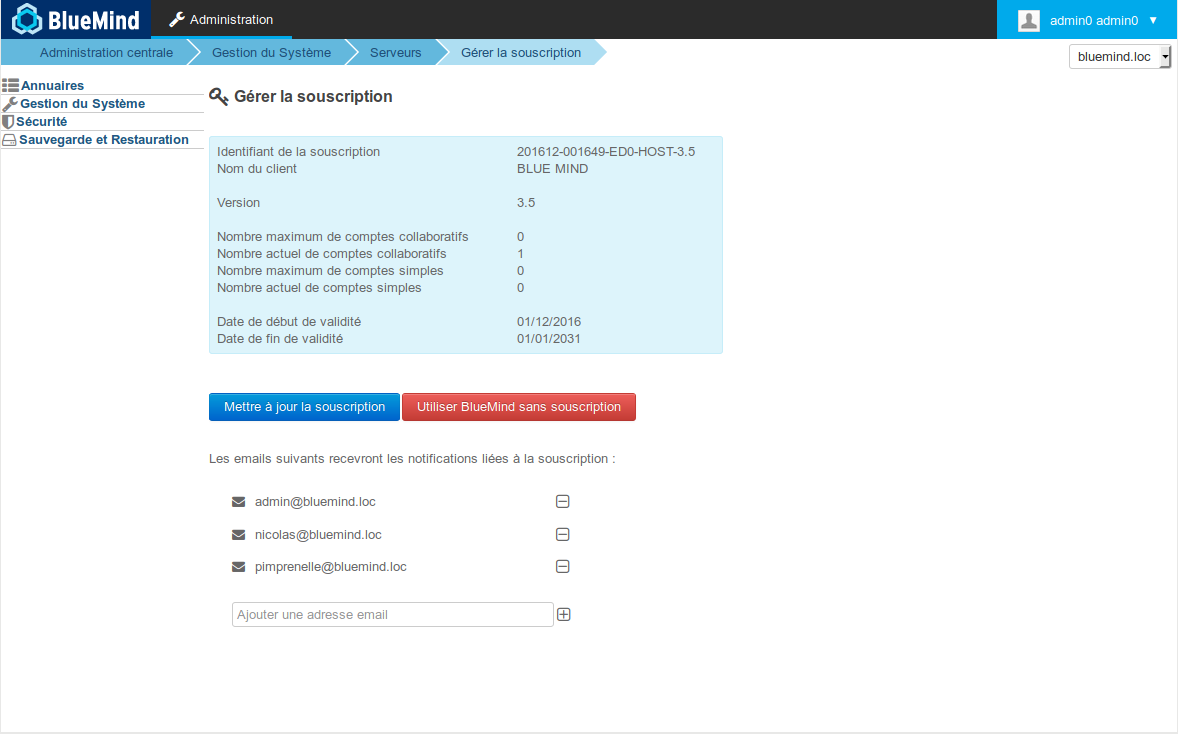 BlueMind Administration admin0 admin0 ▼
Administration centrale Gestion du Système Serveurs Gérer la souscription bluemind.loc
Annuaires
Gestion du Système
Sécurité
Sauvegarde et Restauration
Gérer la souscription
Identifiant de la souscription 201612-001649-ED0-HOST-3.5
Nom du client BLUE MIND
Version 3.5
Nombre maximum de comptes collaboratifs 0
Nombre actuel de comptes collaboratifs 1
Nombre maximum de comptes simples 0
Nombre actuel de comptes simples 0
Date de début de validité 01/12/2016
Date de fin de validité 01/01/2031
Mettre à jour la souscription Utiliser BlueMind sans souscription
Les emails suivants recevront les notifications liées à la souscription :
admin@bluemind.loc
nicolas@bluemind.loc
pimprenelle@bluemind.loc
Ajouter une adresse email